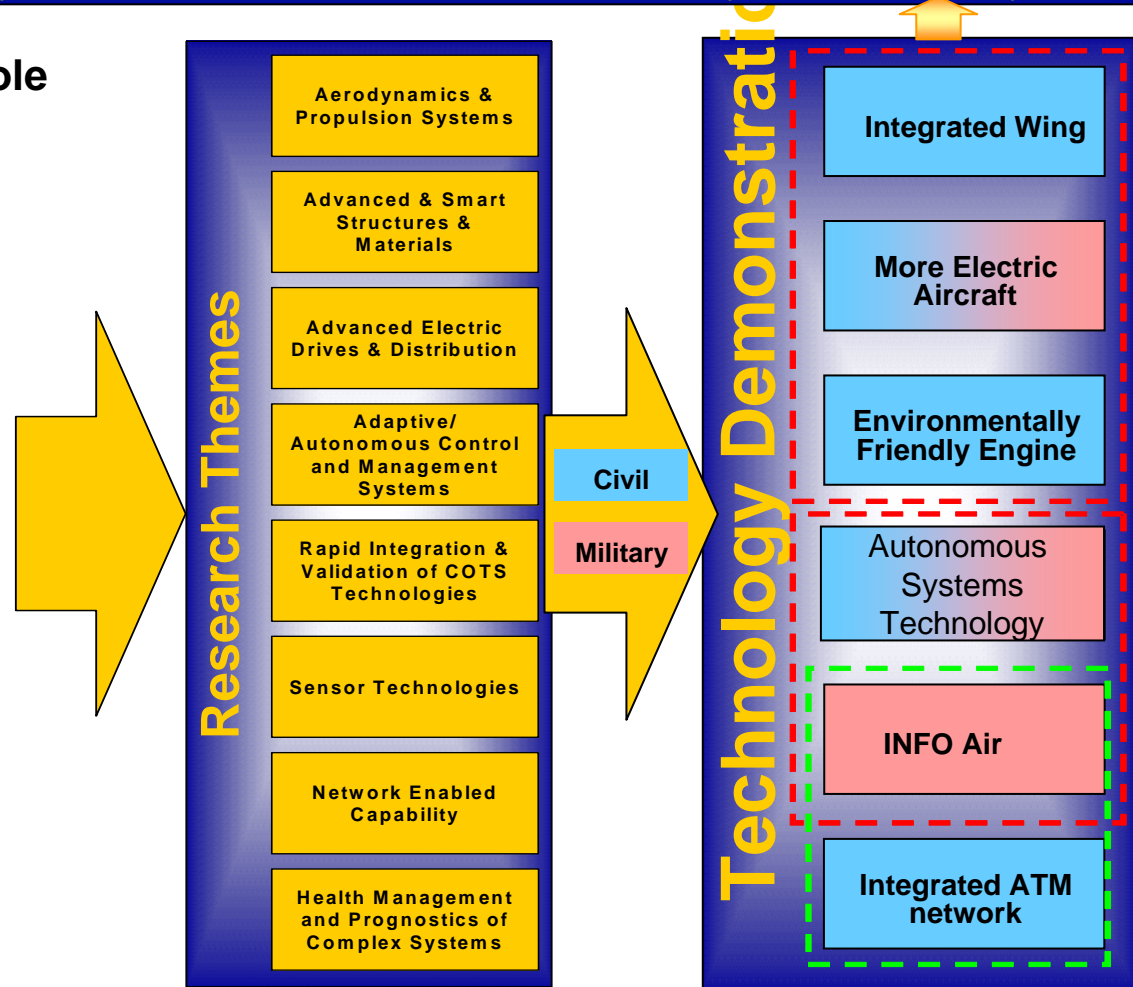 ole
Research Themes
Aerodynamics &
Propulsion Systems
Advanced & Smart
Structures &
Materials
Advanced Electric
Drives & Distribution
Adaptive/
Autonomous Control
and Management
Systems
Rapid Integration &
Validation of COTS
Technologies
Sensor Technologies
Network Enabled
Capability
Health Management
and Prognostics of
Complex Systems
Civil
Military
Technology Demonstratio
Integrated Wing
More Electric
Aircraft
Environmentally
Friendly Engine
Autonomous
Systems
Technology
INFO Air
Integrated ATM
network